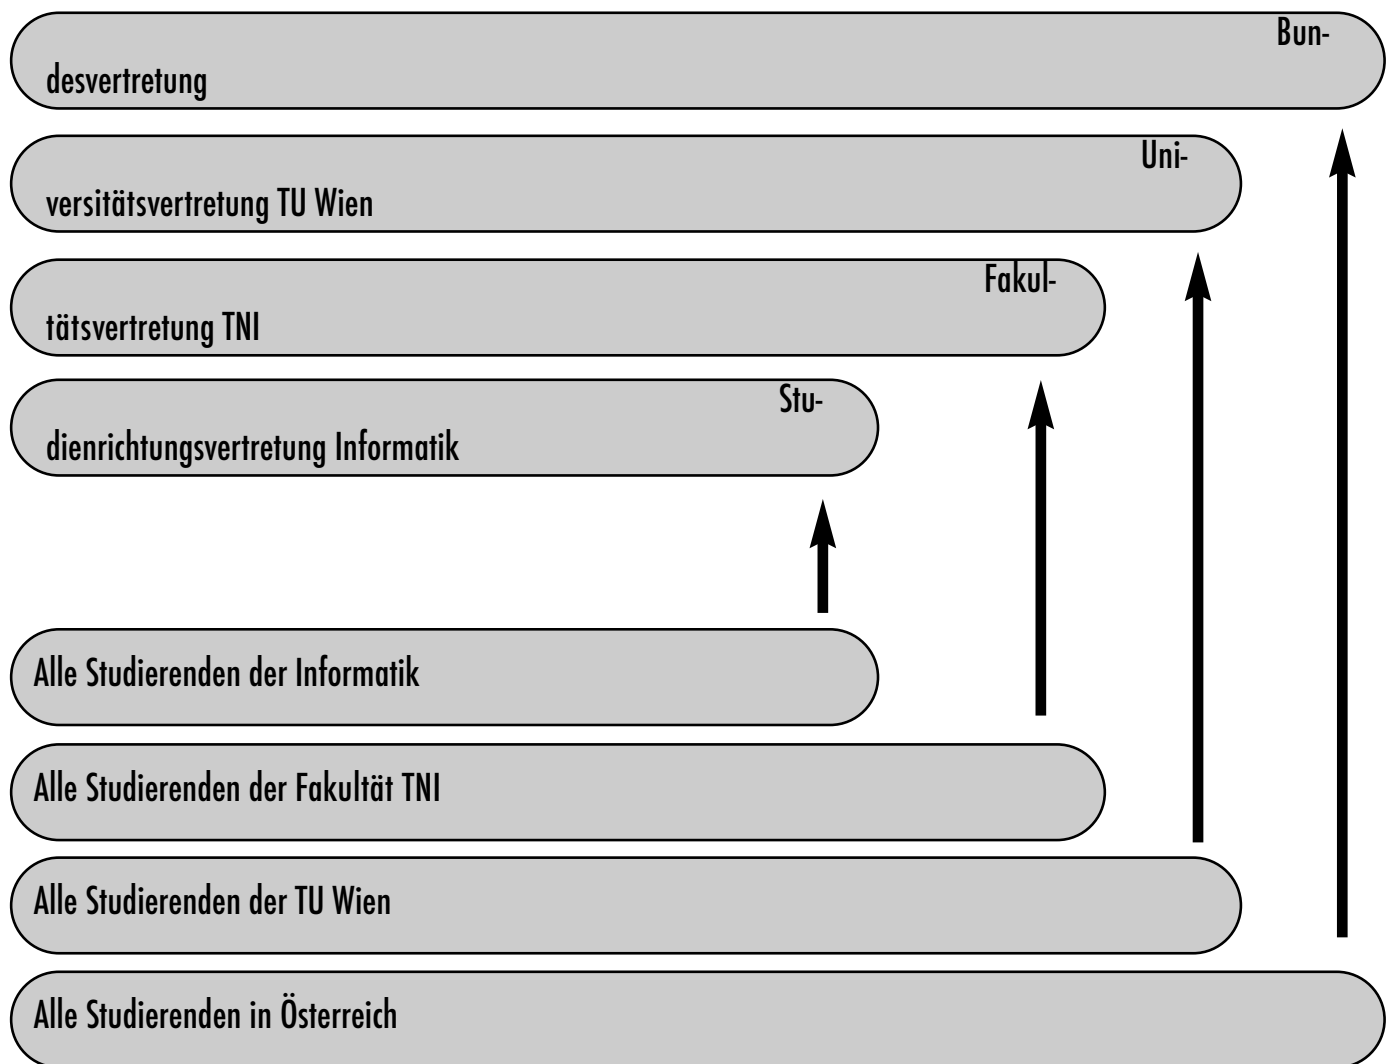 Bun-
desvertretung
Uni-
versitätsvertretung TU Wien
Fakul-
tätsvertretung TNI
Stu-
dienrichtungsvertretung Informatik
Alle Studierenden der Informatik
Alle Studierenden der Fakultät TNI
Alle Studierenden der TU Wien
Alle Studierenden in Österreich